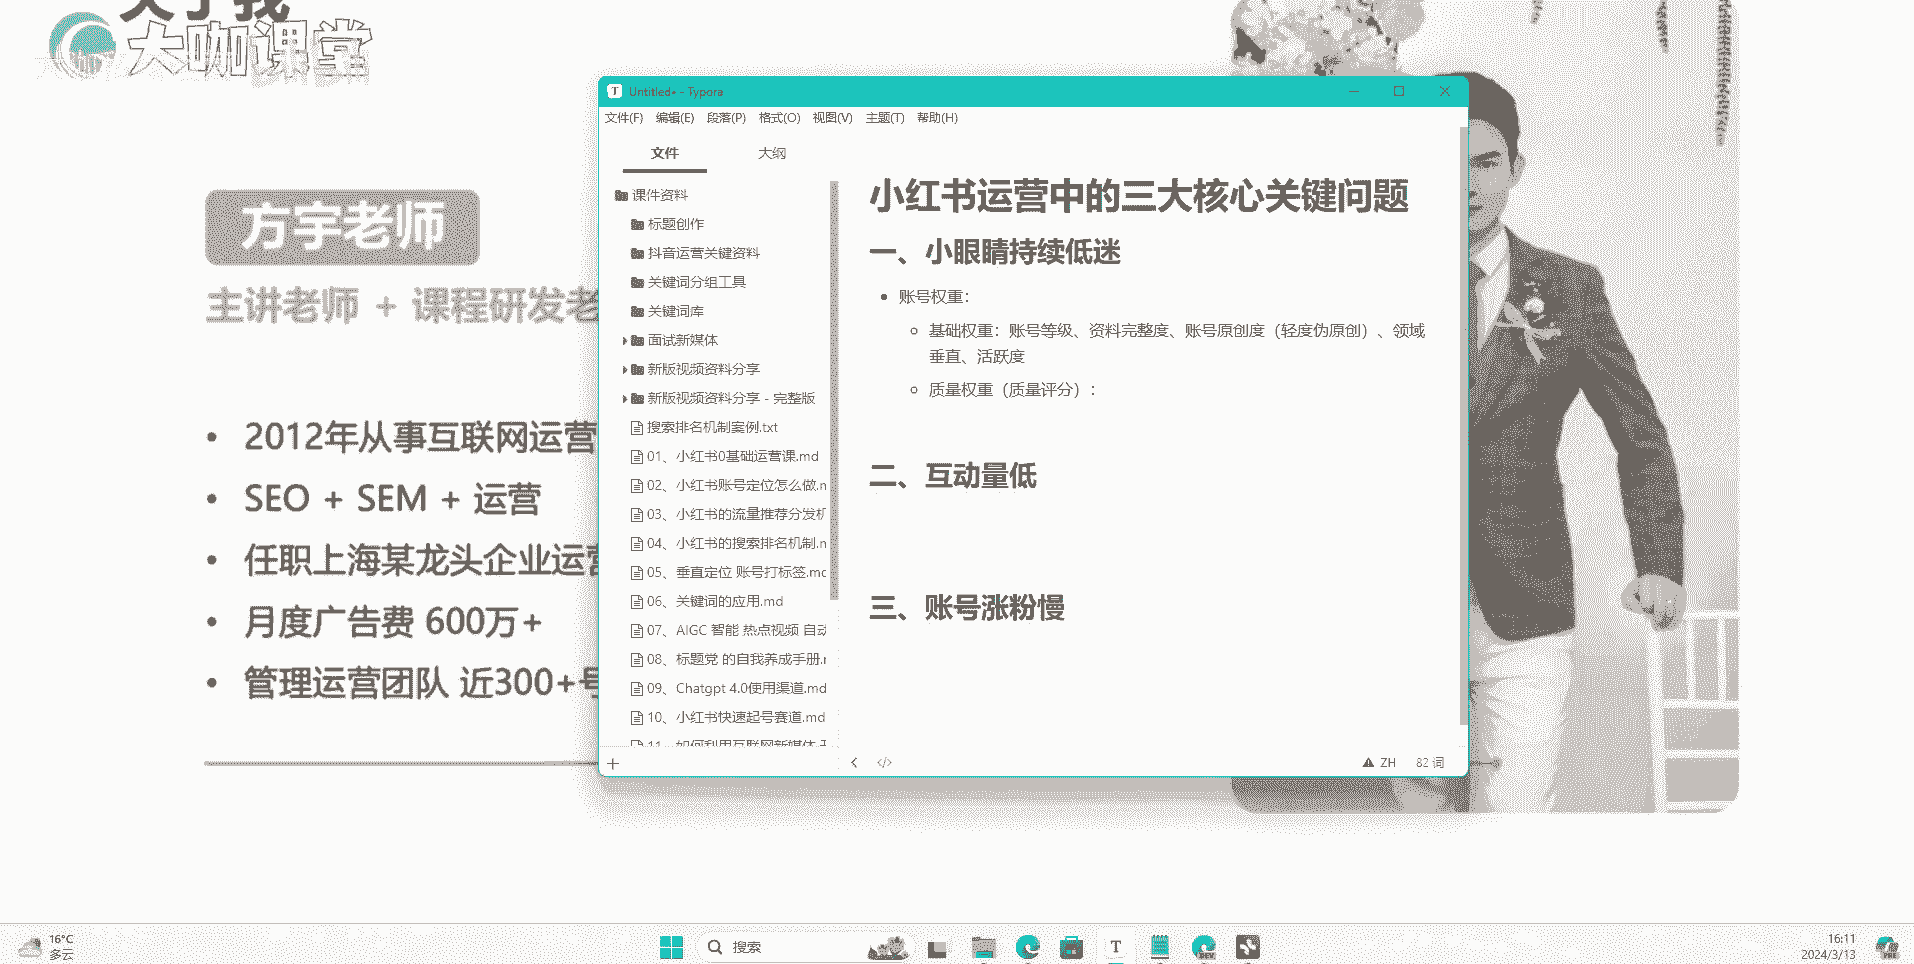 关于我
大咖课堂
方宇老师
主讲老师 + 课程研发老
• 2012年从事互联网运营
• SEO + SEM + 运营
• 任职上海某龙头企业运营
• 月度广告费 600万+
• 管理运营团队 近300+号
Untitled• - Typora
文件(F) 编辑(E) 段落(P) 格式(O) 视图(V) 主题(T) 帮助(H)
文件 大纲
课件资料
标题创作
抖音运营关键资料
关键词分组工具
关键词库
面试新媒体
新版视频资料分享
新版视频资料分享 - 完整版
搜索排名机制案例.txt
01、小红书0基础运营课.md
02、小红书账号定位怎么做.m
03、小红书的流量推荐分发机
04、小红书的搜索排名机制.m
05、垂直定位 账号打标签.md
06、关键词的应用.md
07、AIGC 智能 热点视频 自动
08、标题党 的自我养成手册.m
09、Chatgpt 4.0使用渠道.md
10、小红书快速起号赛道.md
11、如何利用互联网新媒体
小红书运营中的三大核心关键问题
一、小眼睛持续低迷
• 账号权重：
基础权重：账号等级、资料完整度、账号原创度（轻度伪原创）、领域
垂直、活跃度
质量权重（质量评分）：
二、互动量低
三、账号涨粉慢
ZH 82 词
16°C
多云
搜索
16:11
2024/3/13